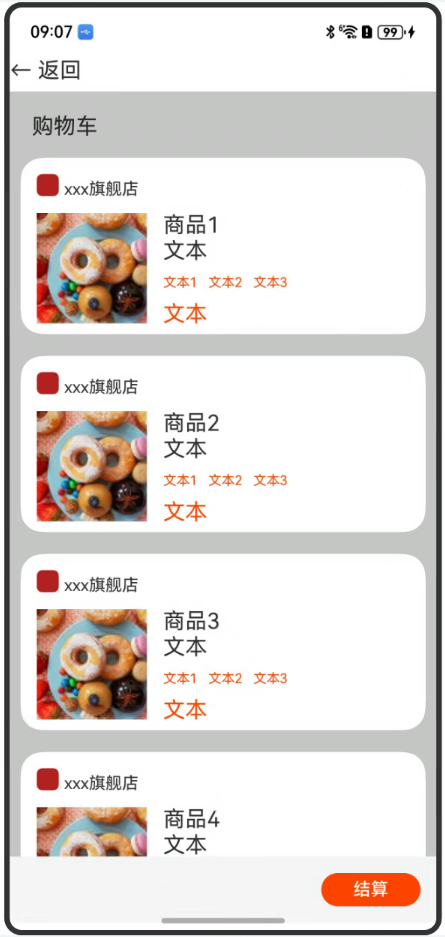 09:07 99
← 返回
购物车
xxx旗舰店
商品1
文本
文本1 文本2 文本3
文本
xxx旗舰店
商品2
文本
文本1 文本2 文本3
文本
xxx旗舰店
商品3
文本
文本1 文本2 文本3
文本
xxx旗舰店
商品4
文本
结算